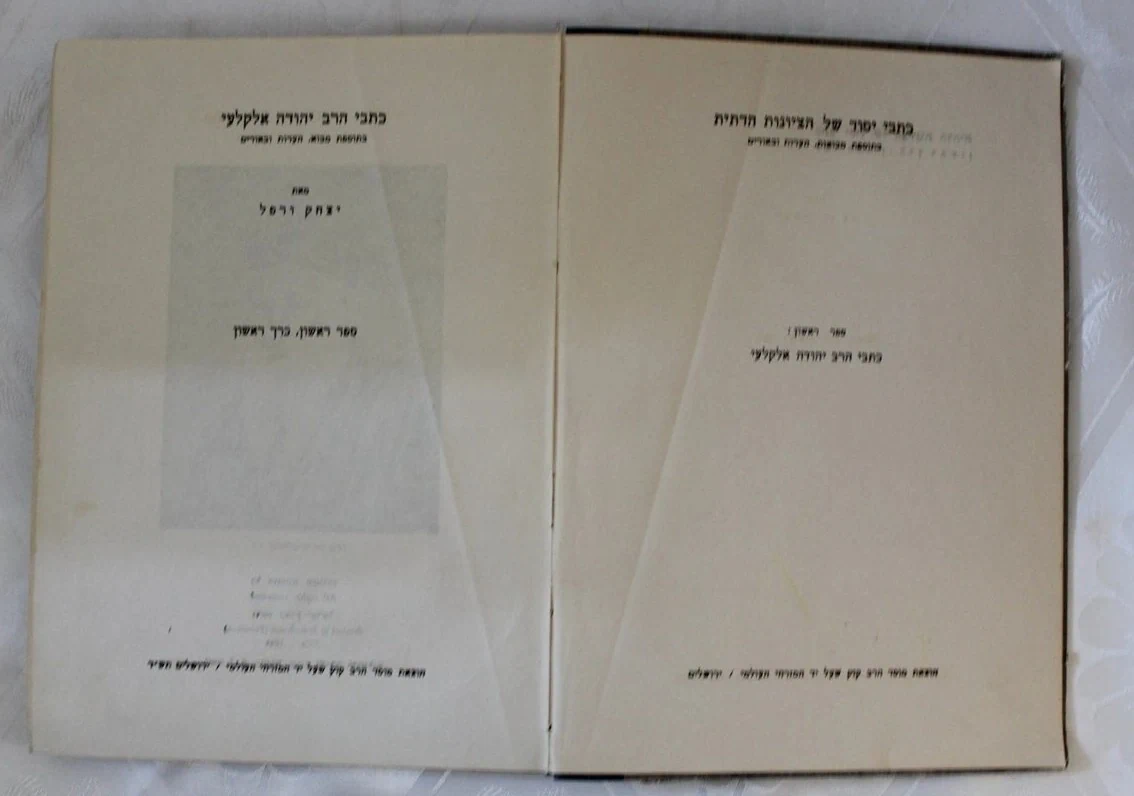 כתבי יסוד של הציונות הדתית
בתוספת מבואות, הערות ובאורים
ספר ראשון:
כתבי הרב יהודה אלקלעי
הוצאת מוסד הרב קוק שעל יד המזרחי העולמי / ירושלים
כתבי הרב יהודה אלקלעי
בתוספת מבוא, הערות ובאורים
מאת
יצחק ורפל
ספר ראשון, כרך ראשון
הוצאת מוסד הרב קוק שעל יד המזרחי העולמי / ירושלים תש״ד